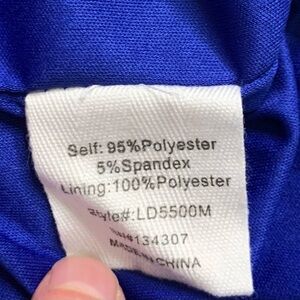 Self: 95%Polyester
5%Spandex
Lining:100%Polyester
Style#:LD5500M
#134307
MADE IN CHINA